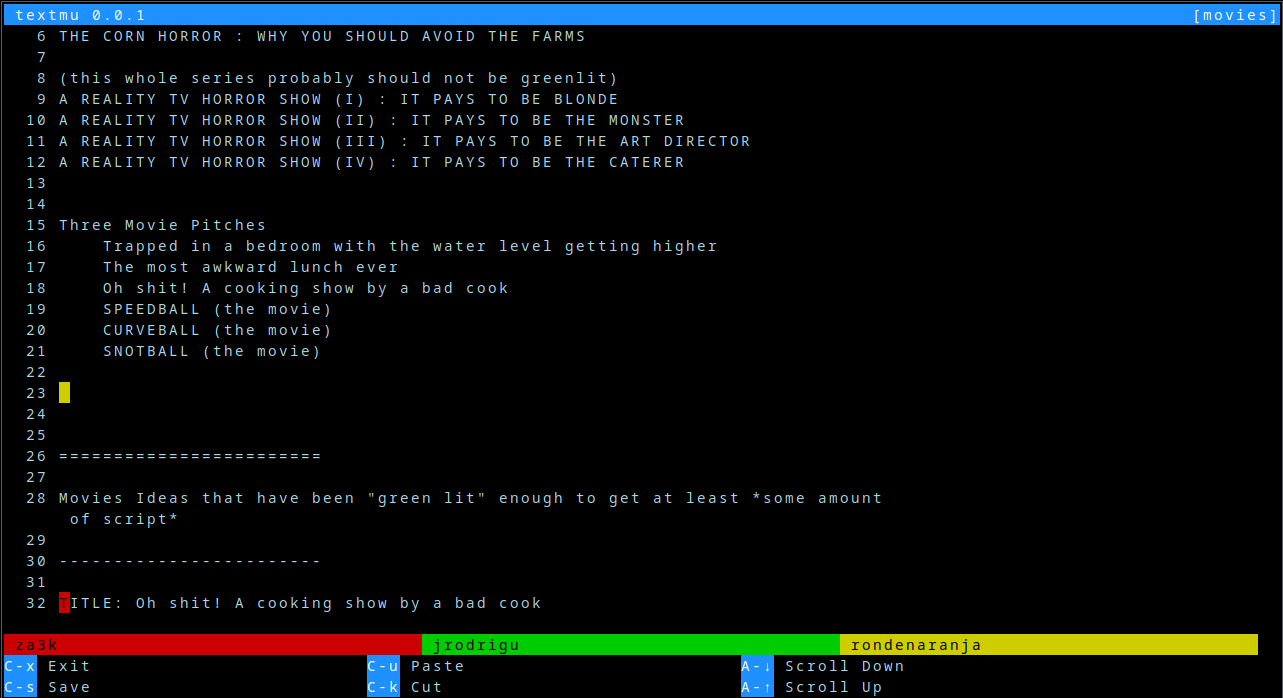 textmu 0.0.1 [movies]
6 THE CORN HORROR : WHY YOU SHOULD AVOID THE FARMS
7
8 (this whole series probably should not be greenlit)
9 A REALITY TV HORROR SHOW (I) : IT PAYS TO BE BLONDE
10 A REALITY TV HORROR SHOW (II) : IT PAYS TO BE THE MONSTER
11 A REALITY TV HORROR SHOW (III) : IT PAYS TO BE THE ART DIRECTOR
12 A REALITY TV HORROR SHOW (IV) : IT PAYS TO BE THE CATERER
13
14
15 Three Movie Pitches
16     Trapped in a bedroom with the water level getting higher
17     The most awkward lunch ever
18     Oh shit! A cooking show by a bad cook
19     SPEEDBALL (the movie)
20     CURVEBALL (the movie)
21     SNOTBALL (the movie)
22
23
24
25
26 ========================
27
28 Movies Ideas that have been "green lit" enough to get at least *some amount
of script*
29
30 ------------------------
31
32 TITLE: Oh shit! A cooking show by a bad cook
za3k jrodrigu rondenaranja
C-x Exit C-u Paste A-↓ Scroll Down
C-s Save C-k Cut A-↑ Scroll Up